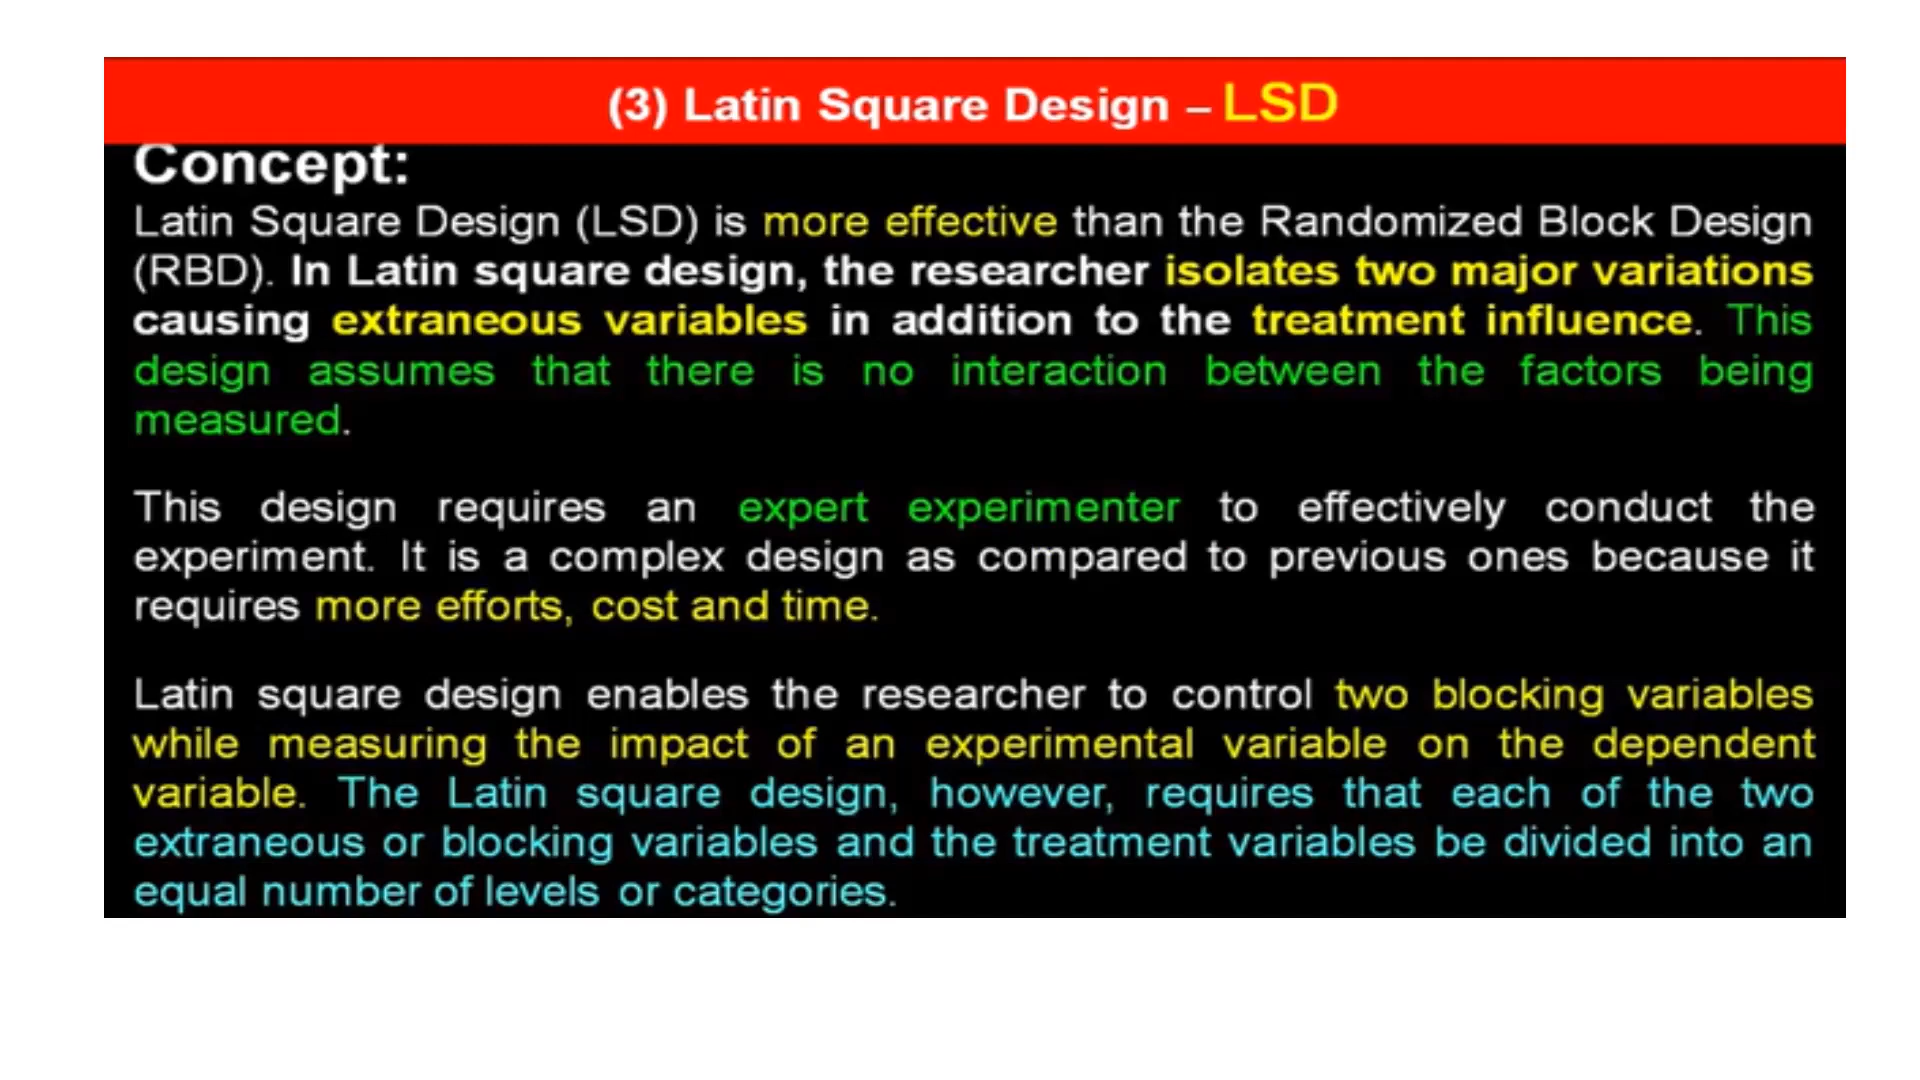 (3) Latin Square Design – LSD
Concept:
Latin Square Design (LSD) is more effective than the Randomized Block Design
(RBD). In Latin square design, the researcher isolates two major variations
causing extraneous variables in addition to the treatment influence. This
design assumes that there is no interaction between the factors being
measured.
This design requires an expert experimenter to effectively conduct the
experiment. It is a complex design as compared to previous ones because it
requires more efforts, cost and time.
Latin square design enables the researcher to control two blocking variables
while measuring the impact of an experimental variable on the dependent
variable. The Latin square design, however, requires that each of the two
extraneous or blocking variables and the treatment variables be divided into an
equal number of levels or categories.